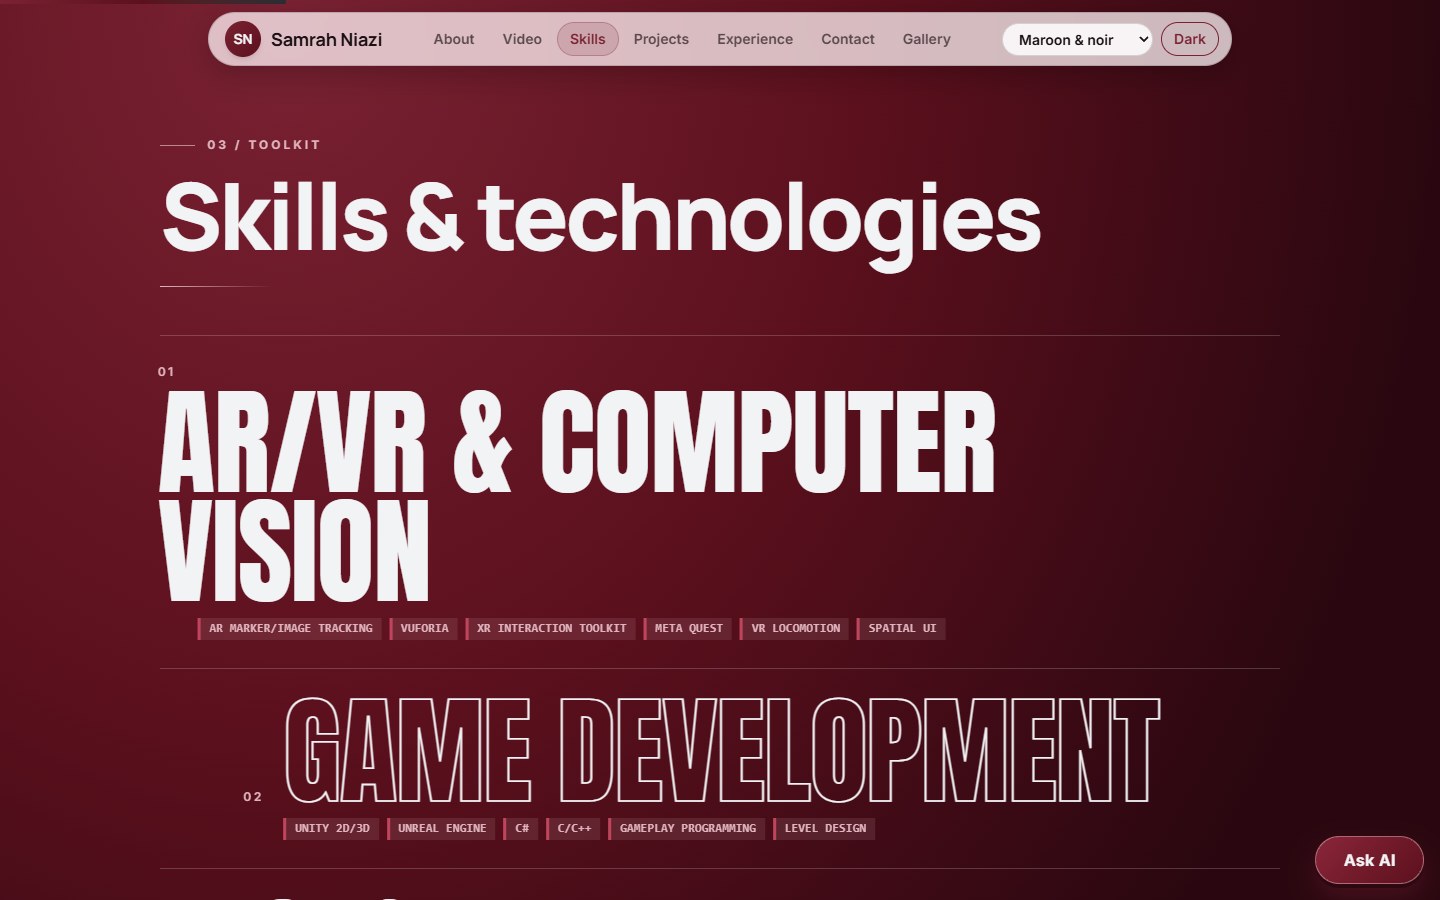 SN Samrah Niazi About Video Skills Projects Experience Contact Gallery Maroon & noir Dark
03 / TOOLKIT
Skills & technologies
01
AR/VR & COMPUTER
VISION
AR MARKER/IMAGE TRACKING VUFORIA XR INTERACTION TOOLKIT META QUEST VR LOCOMOTION SPATIAL UI
02 GAME DEVELOPMENT
UNITY 2D/3D UNREAL ENGINE C# C/C++ GAMEPLAY PROGRAMMING LEVEL DESIGN
Ask AI